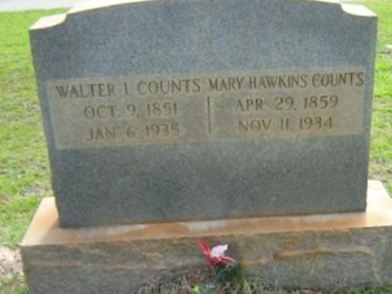 WALTER I. COUNTS
OCT. 9, 1851
JAN. 6, 1935
MARY HAWKINS COUNTS
APR. 29, 1859
NOV. 11, 1934